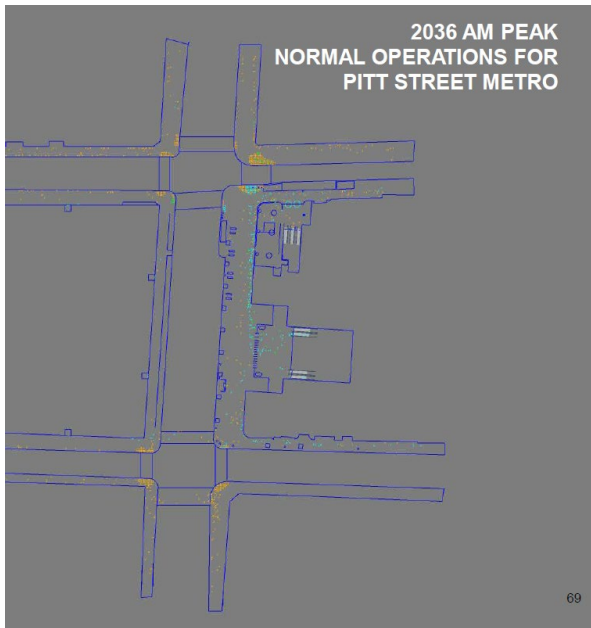 2036 AM PEAK
NORMAL OPERATIONS FOR
PITT STREET METRO
69